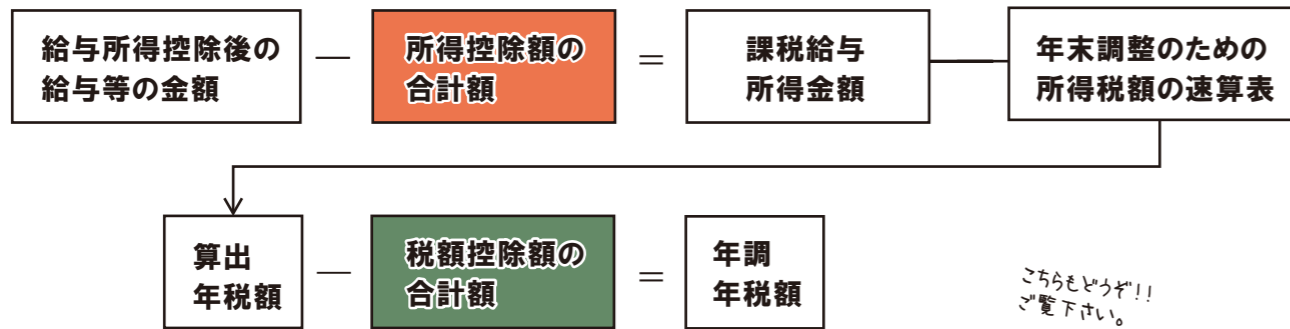 給与所得控除後の
給与等の金額
—
所得控除額の
合計額
=
課税給与
所得金額
年末調整のための
所得税額の速算表
算出
年税額
—
税額控除額の
合計額
=
年調
年税額
こちらもどうぞ!!
ご覧下さい。